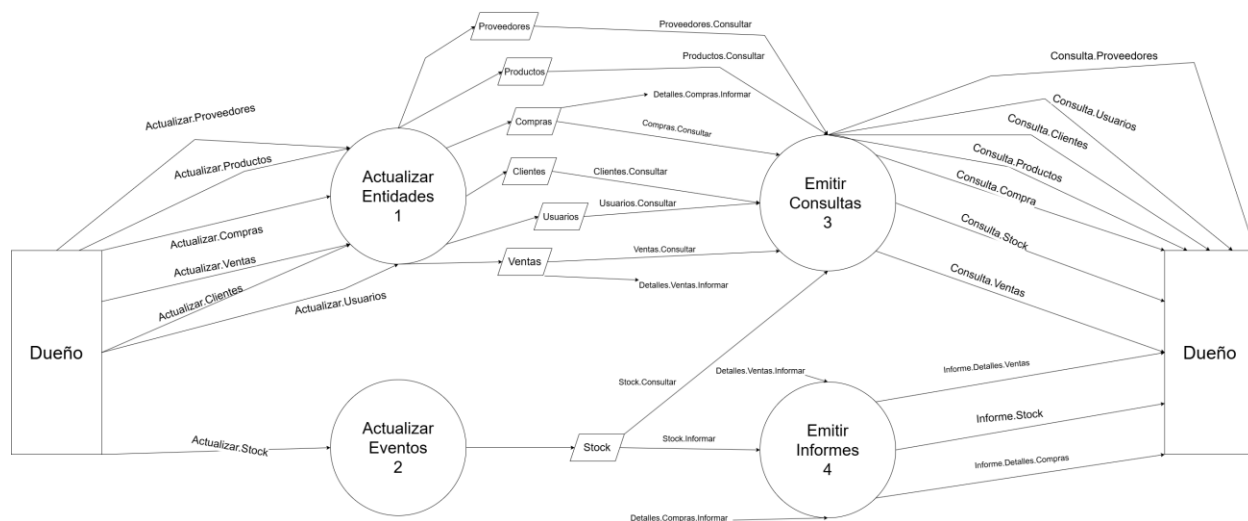 Proveedores
Proveedores.Consultar
Productos
Productos.Consultar
Consulta.Proveedores
Detalles.Compras.Informar
Actualizar.Proveedores
Compras
Compras.Consultar
Consulta.Usuarios
Consulta.Clientes
Actualizar.Productos
Actualizar
Entidades
1
Clientes
Clientes.Consultar
Emitir
Consultas
3
Consulta.Productos
Consulta.Compra
Usuarios
Usuarios.Consultar
Actualizar.Compras
Consulta.Stock
Actualizar.Ventas
Ventas
Ventas.Consultar
Consulta.Ventas
Actualizar.Clientes
Actualizar.Usuarios
Detalles.Ventas.Informar
Dueño
Dueño
Stock.Consultar
Detalles.Ventas.Informar
Informe.Detalles.Ventas
Actualizar.Stock
Actualizar
Eventos
2
Stock
Stock.Informar
Emitir
Informes
4
Informe.Stock
Informe.Detalles.Compras
Detalles.Compras.Informar